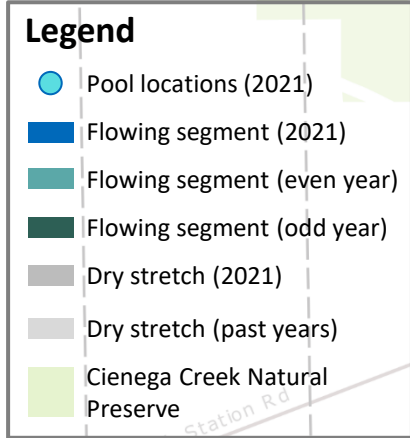 Legend
Pool locations (2021)
Flowing segment (2021)
Flowing segment (even year)
Flowing segment (odd year)
Dry stretch (2021)
Dry stretch (past years)
Cienega Creek Natural
Preserve
Station Rd